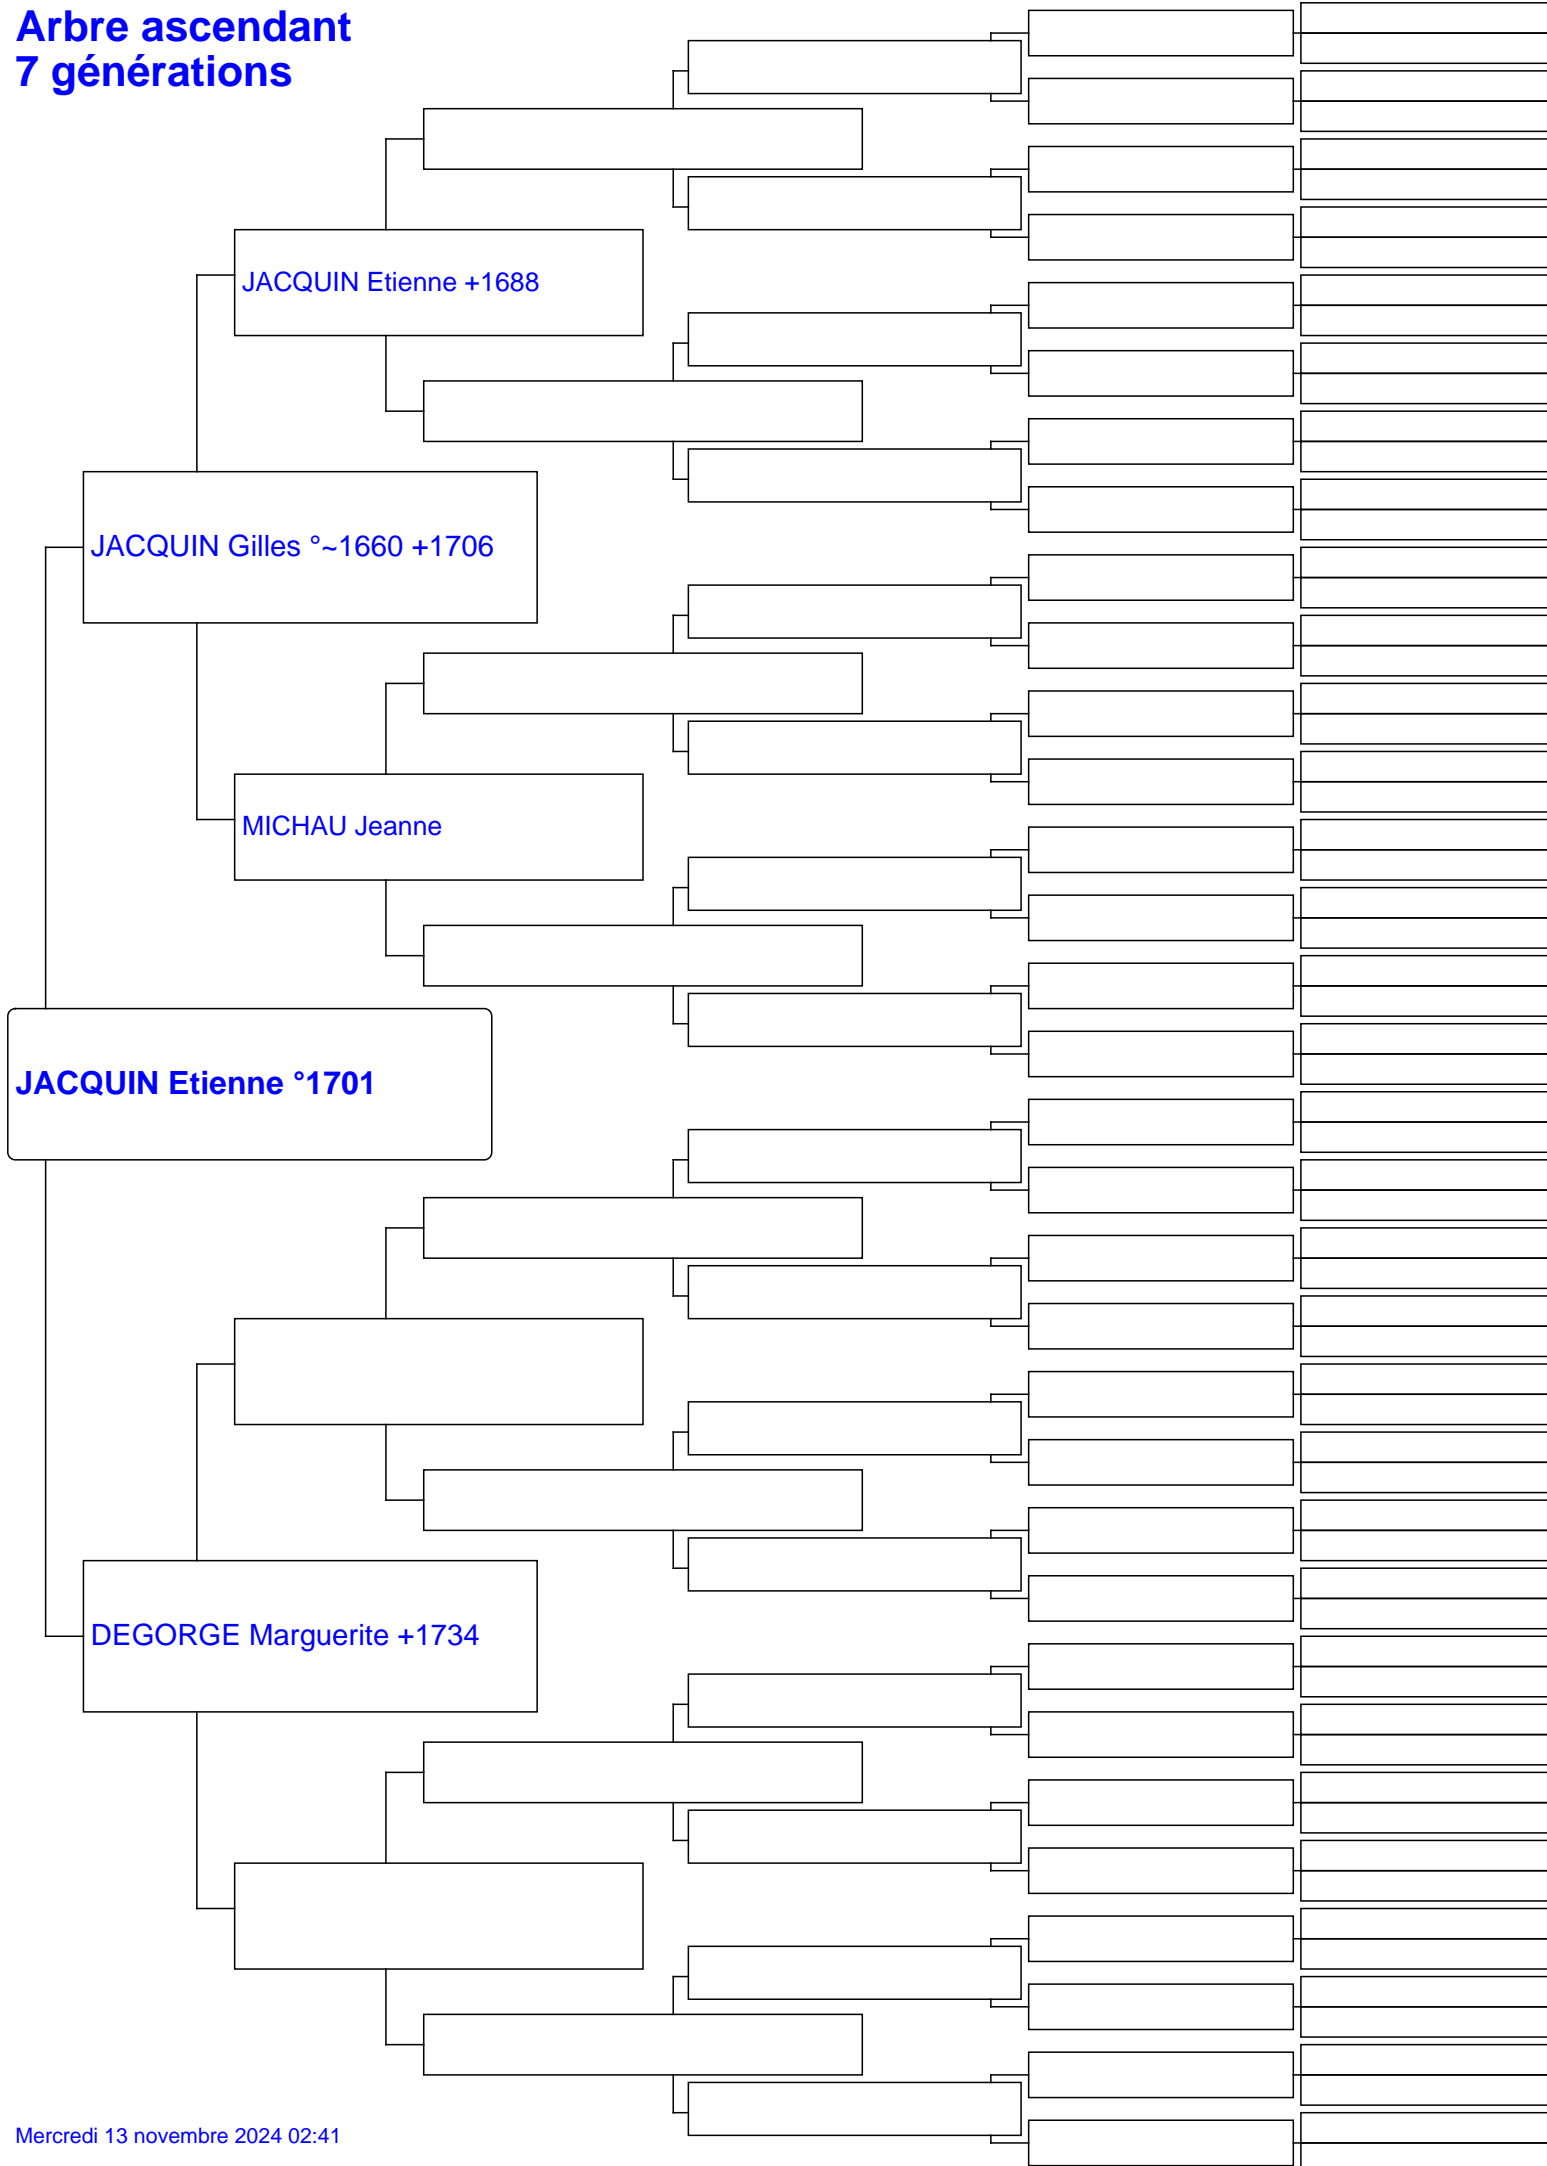 Arbre ascendant
7 générations
JACQUIN Etienne +1688
JACQUIN Gilles °~1660 +1706
MICHAU Jeanne
JACQUIN Etienne °1701
DEGORGE Marguerite +1734
Mercredi 13 novembre 2024 02:41